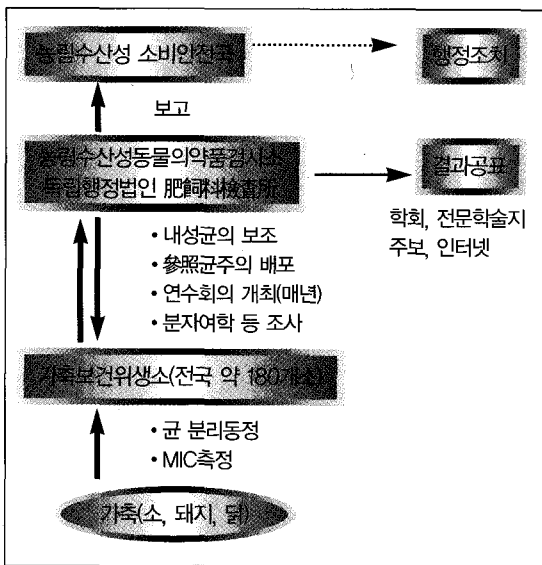 농림수산성 소비안전국
행정조치
보고
농림수산성동물의약품검사소
독립행정법인 肥飼料檢査所
결과공표
학회, 전문학술지
주보, 인터넷
• 내성균의 보조
• 參照균주의 배포
• 연수회의 개최(매년)
• 분자여학 등 조사
가축보건위생소(전국 약 180개소)
• 균 분리동정
• MIC측정
가축(소, 돼지, 닭)